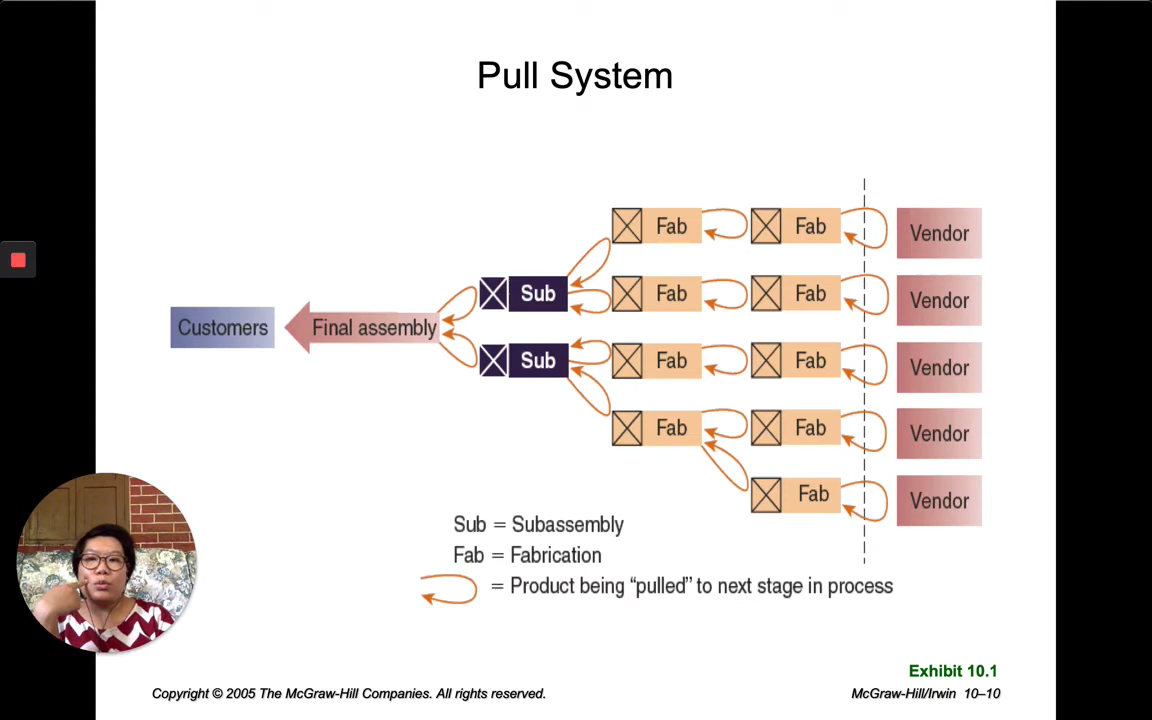 Pull System
Fab Fab Vendor
Sub Fab Fab Vendor
Customers Final assembly
Sub Fab Fab Vendor
Fab Fab Vendor
Fab Vendor
Sub = Subassembly
Fab = Fabrication
= Product being “pulled” to next stage in process
Exhibit 10.1
Copyright © 2005 The McGraw-Hill Companies. All rights reserved. McGraw-Hill/Irwin 10–10